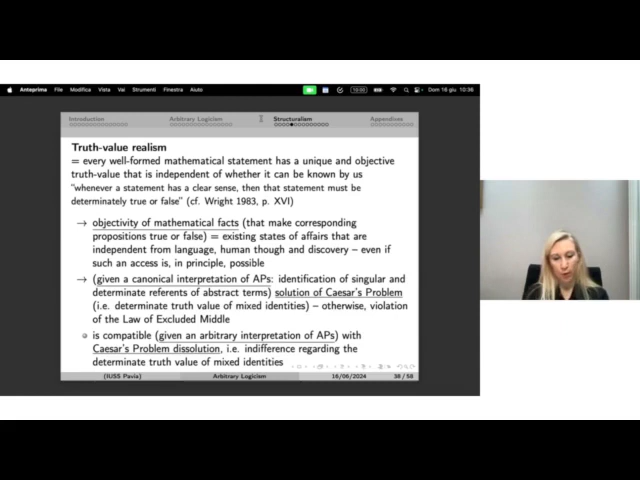 Anteprima File Modifica Vista Vai Strumenti Finestra Aiuto Dom 16 giu 10:36
Introduction Arbitrary Logicism Structuralism Appendices
Truth-value realism
= every well-formed mathematical statement has a unique and objective
truth-value that is independent of whether it can be known by us
"whenever a statement has a clear sense, then that statement must be
determinately true or false" (cf. Wright 1983, p. XVI)
→ objectivity of mathematical facts (that make corresponding
propositions true or false) = existing states of affairs that are
independent from language, human though and discovery – even if
such an access is, in principle, possible
→ (given a canonical interpretation of APs: identification of singular and
determinate referents of abstract terms) solution of Caesar's Problem
(i.e. determinate truth value of mixed identities) – otherwise, violation
of the Law of Excluded Middle
is compatible (given an arbitrary interpretation of APs) with
Caesar's Problem dissolution, i.e. indifference regarding the
determinate truth value of mixed identities
(IUSS Pavia) Arbitrary Logicism 16/06/2024 38 / 58